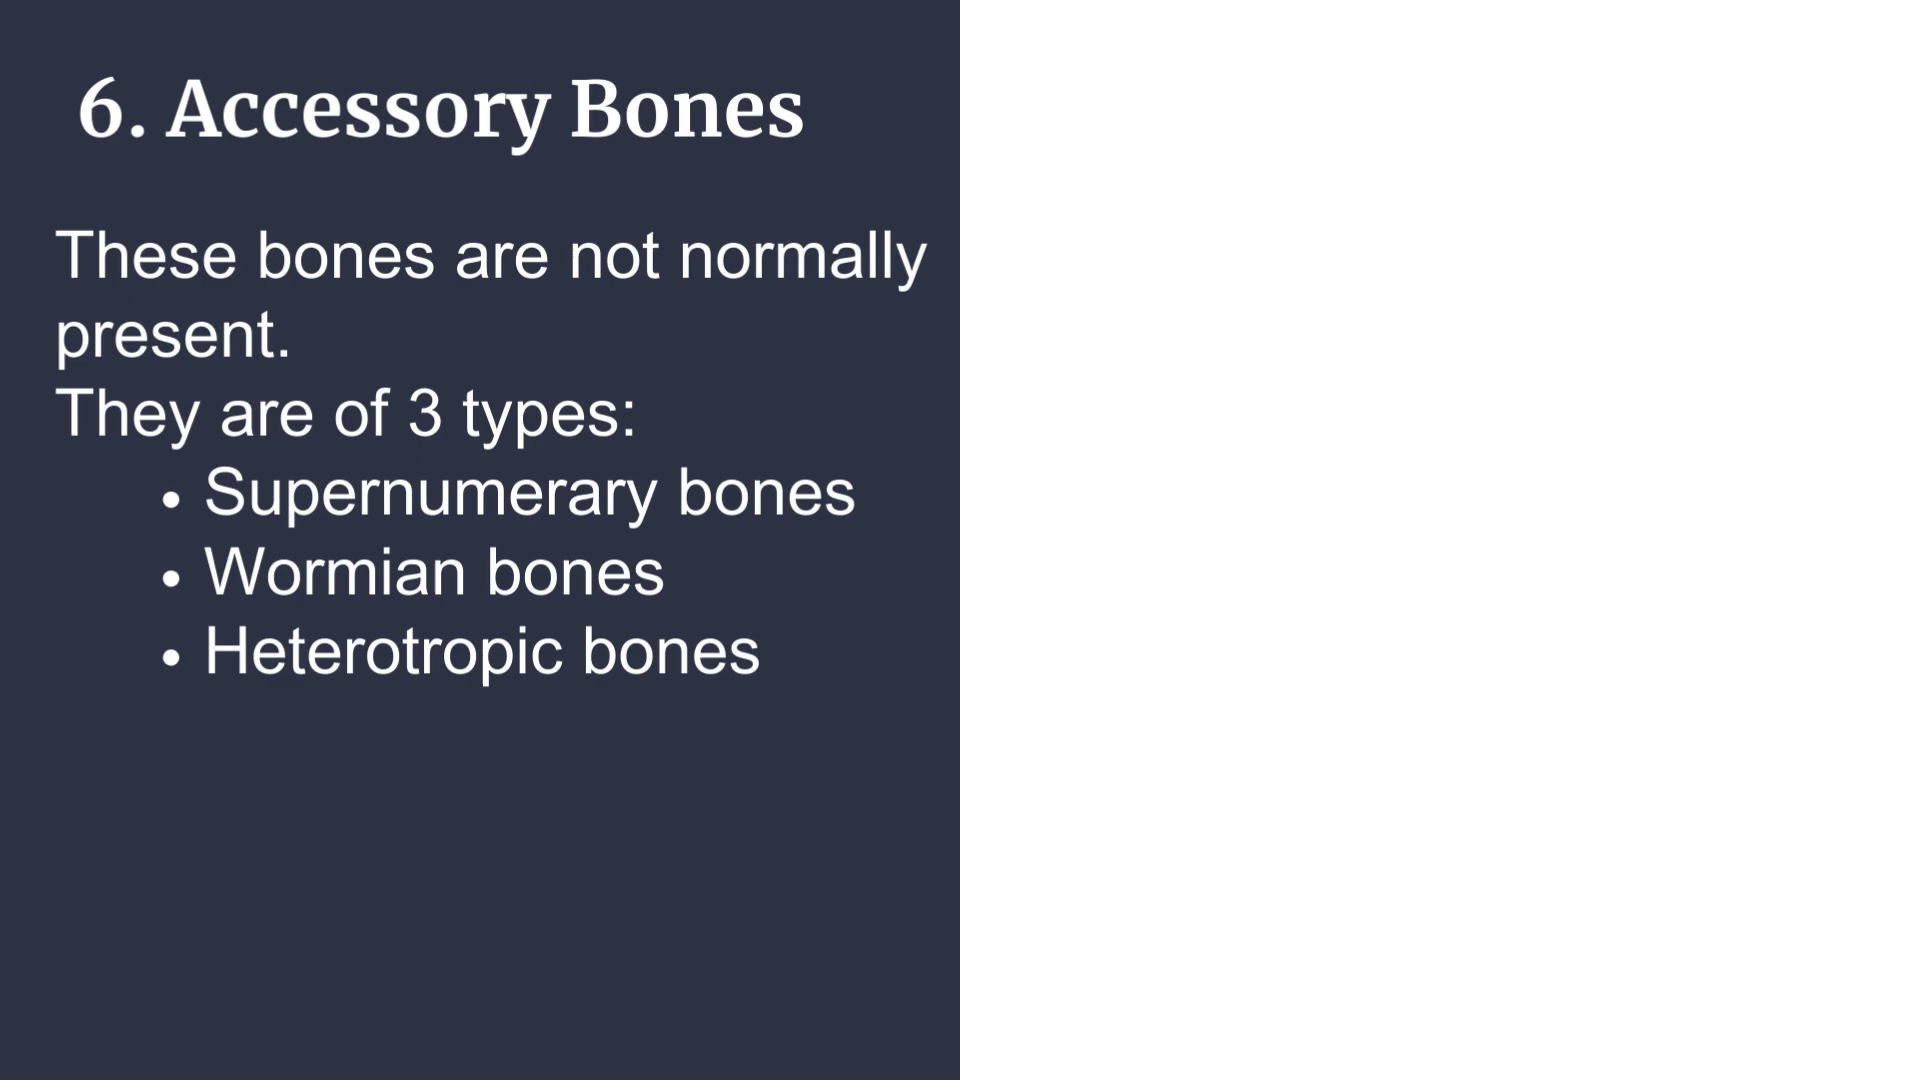 6. Accessory Bones
These bones are not normally
present.
They are of 3 types:
• Supernumerary bones
• Wormian bones
• Heterotropic bones